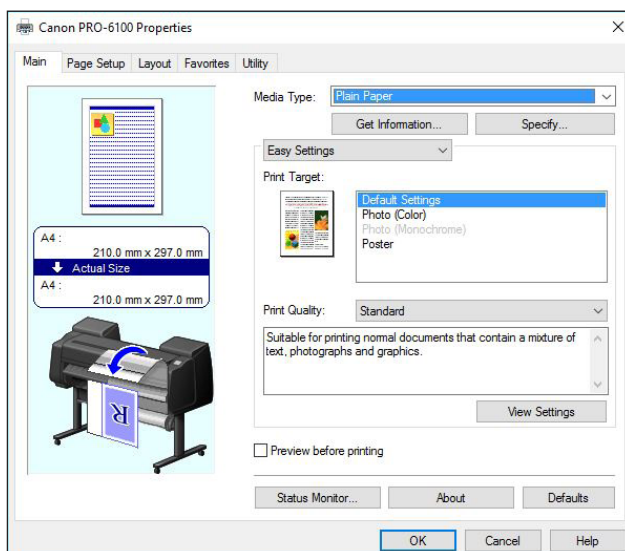 Canon PRO-6100 Properties
Main Page Setup Layout Favorites Utility
Media Type: Plain Paper
Get Information... Specify...
Easy Settings
Print Target:
Default Settings
Photo (Color)
Photo (Monochrome)
Poster
A4 :
210.0 mm x 297.0 mm
Actual Size
A4 :
210.0 mm x 297.0 mm
Print Quality: Standard
Suitable for printing normal documents that contain a mixture of
text, photographs and graphics.
R
View Settings
Preview before printing
Status Monitor... About Defaults
OK Cancel Help